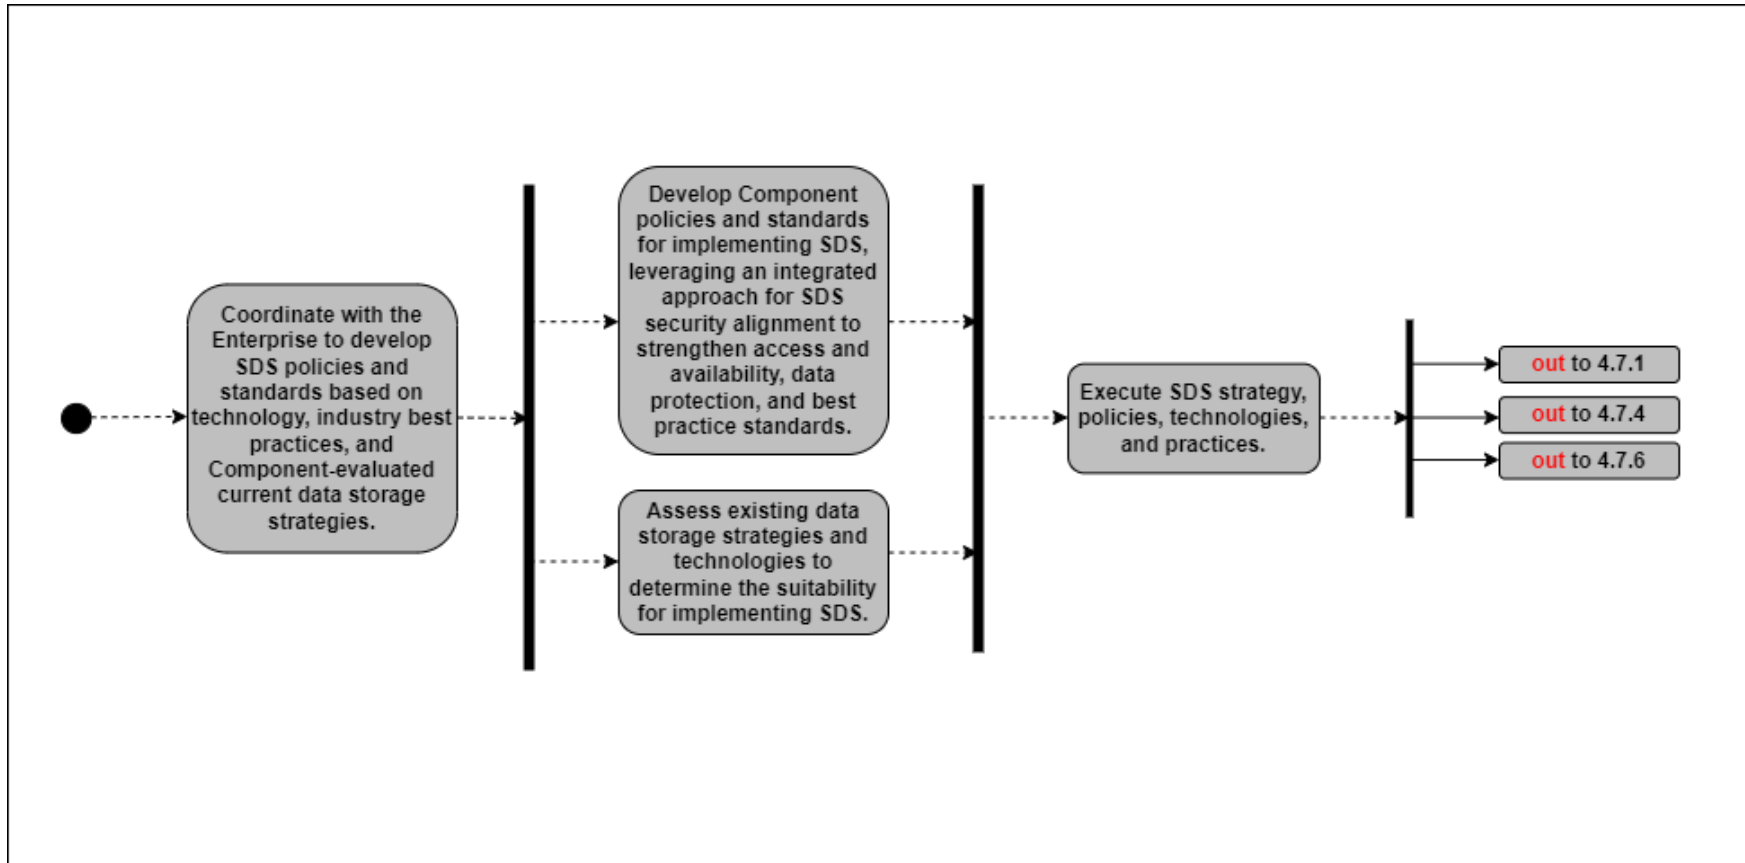 Coordinate with the
Enterprise to develop
SDS policies and
standards based on
technology, industry best
practices, and
Component-evaluated
current data storage
strategies.
Develop Component
policies and standards
for implementing SDS,
leveraging an integrated
approach for SDS
security alignment to
strengthen access and
availability, data
protection, and best
practice standards.
Assess existing data
storage strategies and
technologies to
determine the suitability
for implementing SDS.
Execute SDS strategy,
policies, technologies,
and practices.
out to 4.7.1
out to 4.7.4
out to 4.7.6